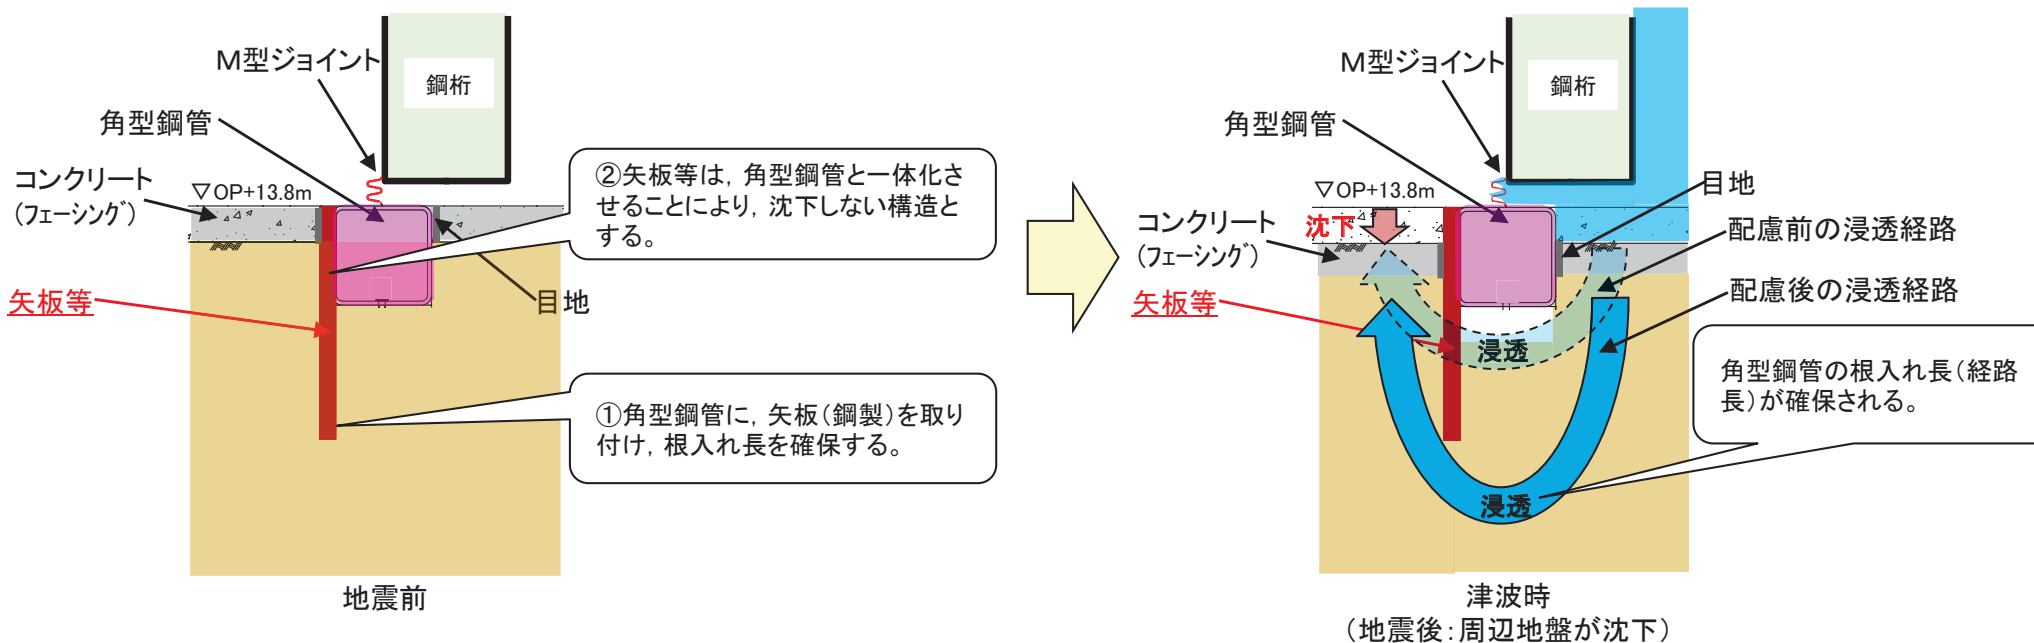 M型ジョイント
鋼桁
角型鋼管
コンクリート
(フェーシング)
▽OP+13.8m
②矢板等は，角型鋼管と一体化さ
せることにより，沈下しない構造と
する。
目地
矢板等
①角型鋼管に，矢板(鋼製)を取り
付け，根入れ長を確保する。
地震前
M型ジョイント
鋼桁
角型鋼管
▽OP+13.8m
目地
コンクリート
(フェーシング)
沈下
配慮前の浸透経路
配慮後の浸透経路
矢板等
浸透
角型鋼管の根入れ長(経路
長)が確保される。
浸透
津波時
(地震後:周辺地盤が沈下)